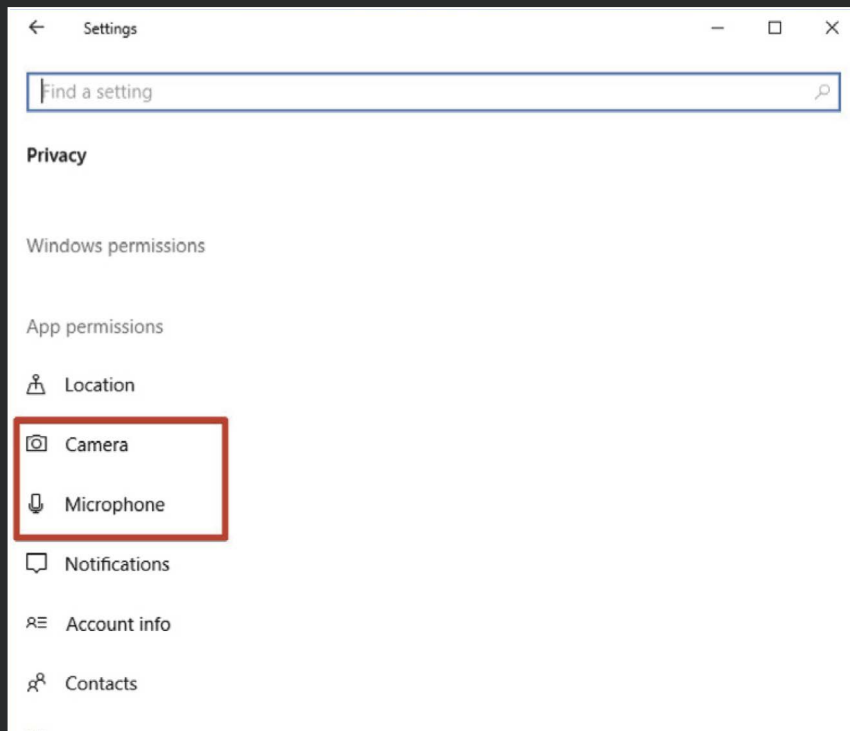 Settings
Find a setting
Privacy
Windows permissions
App permissions
Location
Camera
Microphone
Notifications
Account info
Contacts